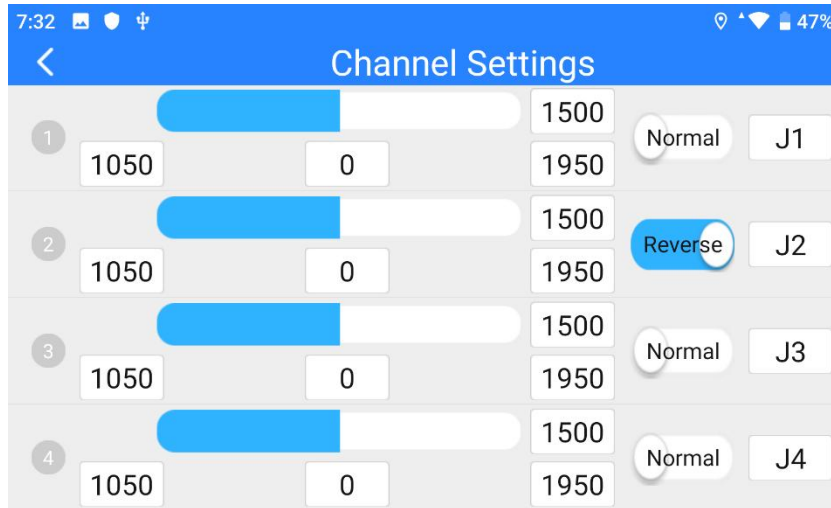 7:32 47%
Channel Settings
1 1500 Normal J1
1050 0 1950
2 1500 Reverse J2
1050 0 1950
3 1500 Normal J3
1050 0 1950
4 1500 Normal J4
1050 0 1950